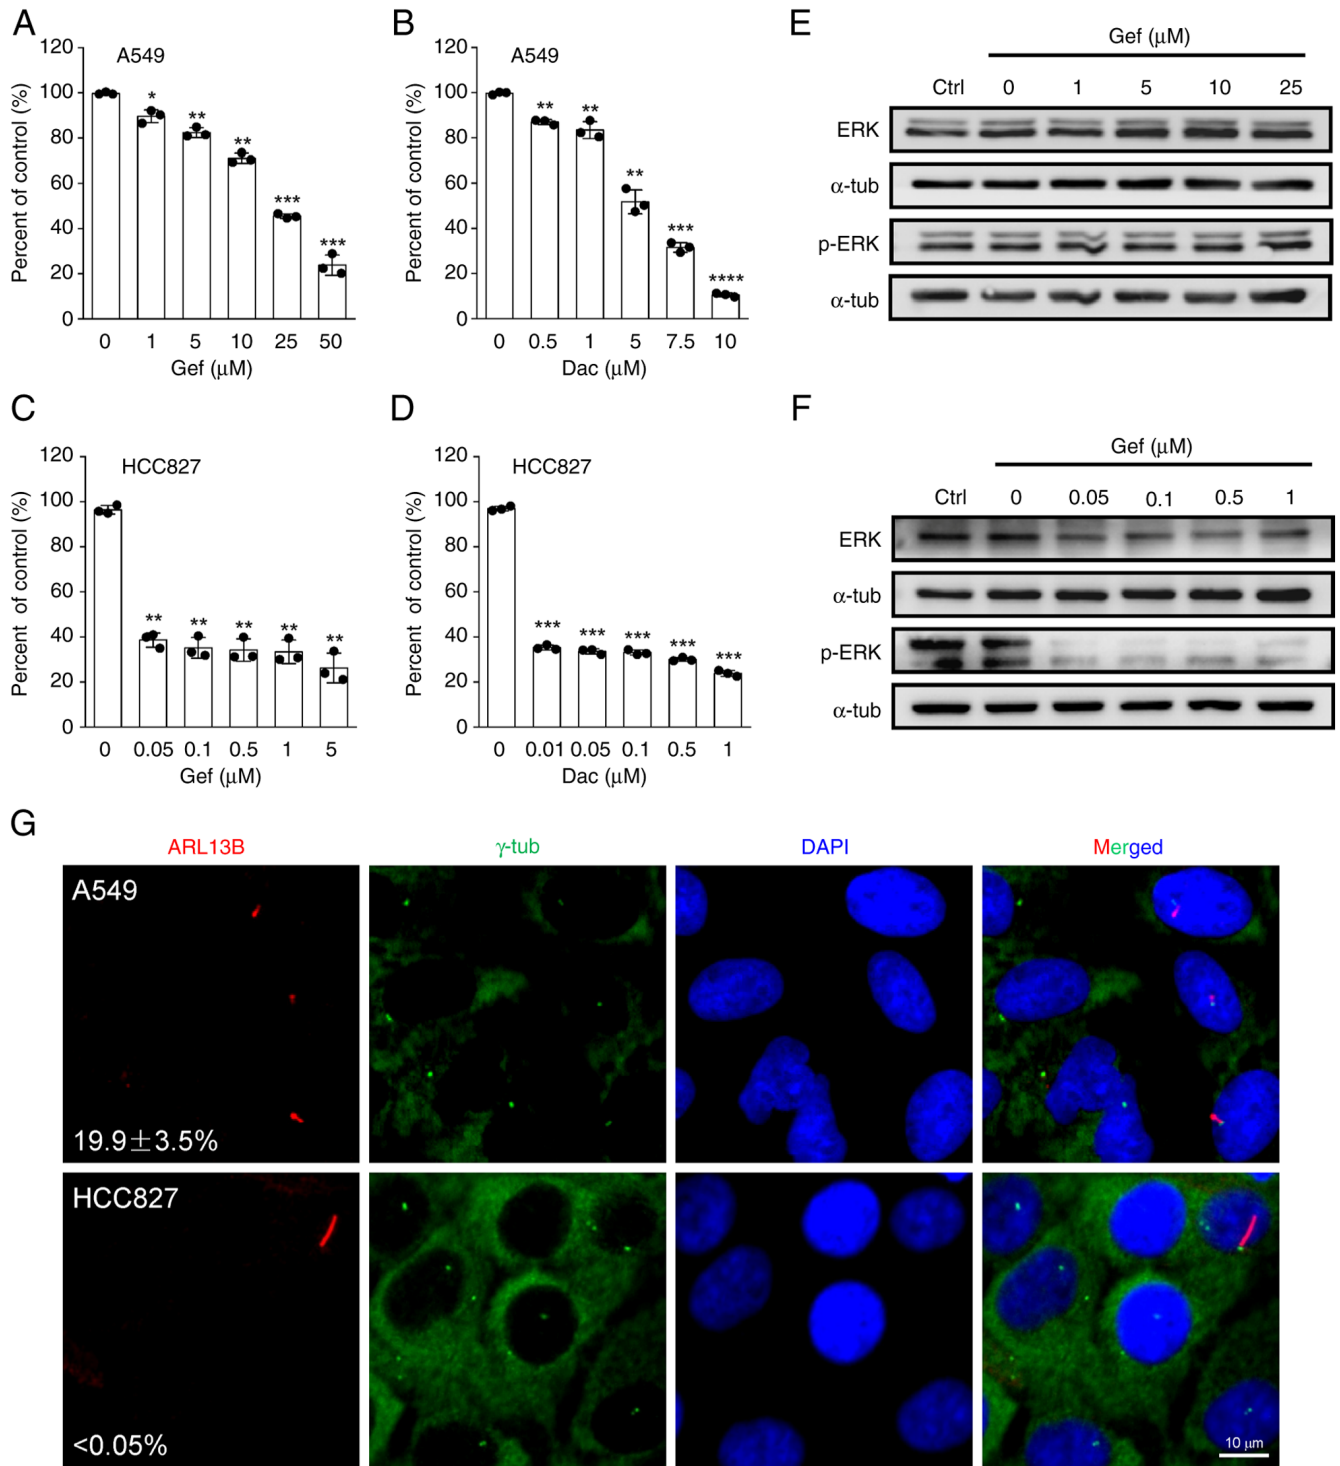 A
A549
Percent of control (%)
120
100
80
60
40
20
0
*
**
**
***
***
0 1 5 10 25 50
Gef (μM)
B
A549
Percent of control (%)
120
100
80
60
40
20
0
**
**
**
***
****
0 0.5 1 5 7.5 10
Dac (μM)
E
Gef (μM)
Ctrl 0 1 5 10 25
ERK
α-tub
p-ERK
α-tub
C
HCC827
Percent of control (%)
120
100
80
60
40
20
0
** ** ** ** **
0 0.05 0.1 0.5 1 5
Gef (μM)
D
HCC827
Percent of control (%)
120
100
80
60
40
20
0
*** *** *** *** ***
0 0.01 0.05 0.1 0.5 1
Dac (μM)
F
Gef (μM)
Ctrl 0 0.05 0.1 0.5 1
ERK
α-tub
p-ERK
α-tub
G
ARL13B γ-tub DAPI Merged
A549
19.9±3.5%
HCC827
<0.05%
10 μm